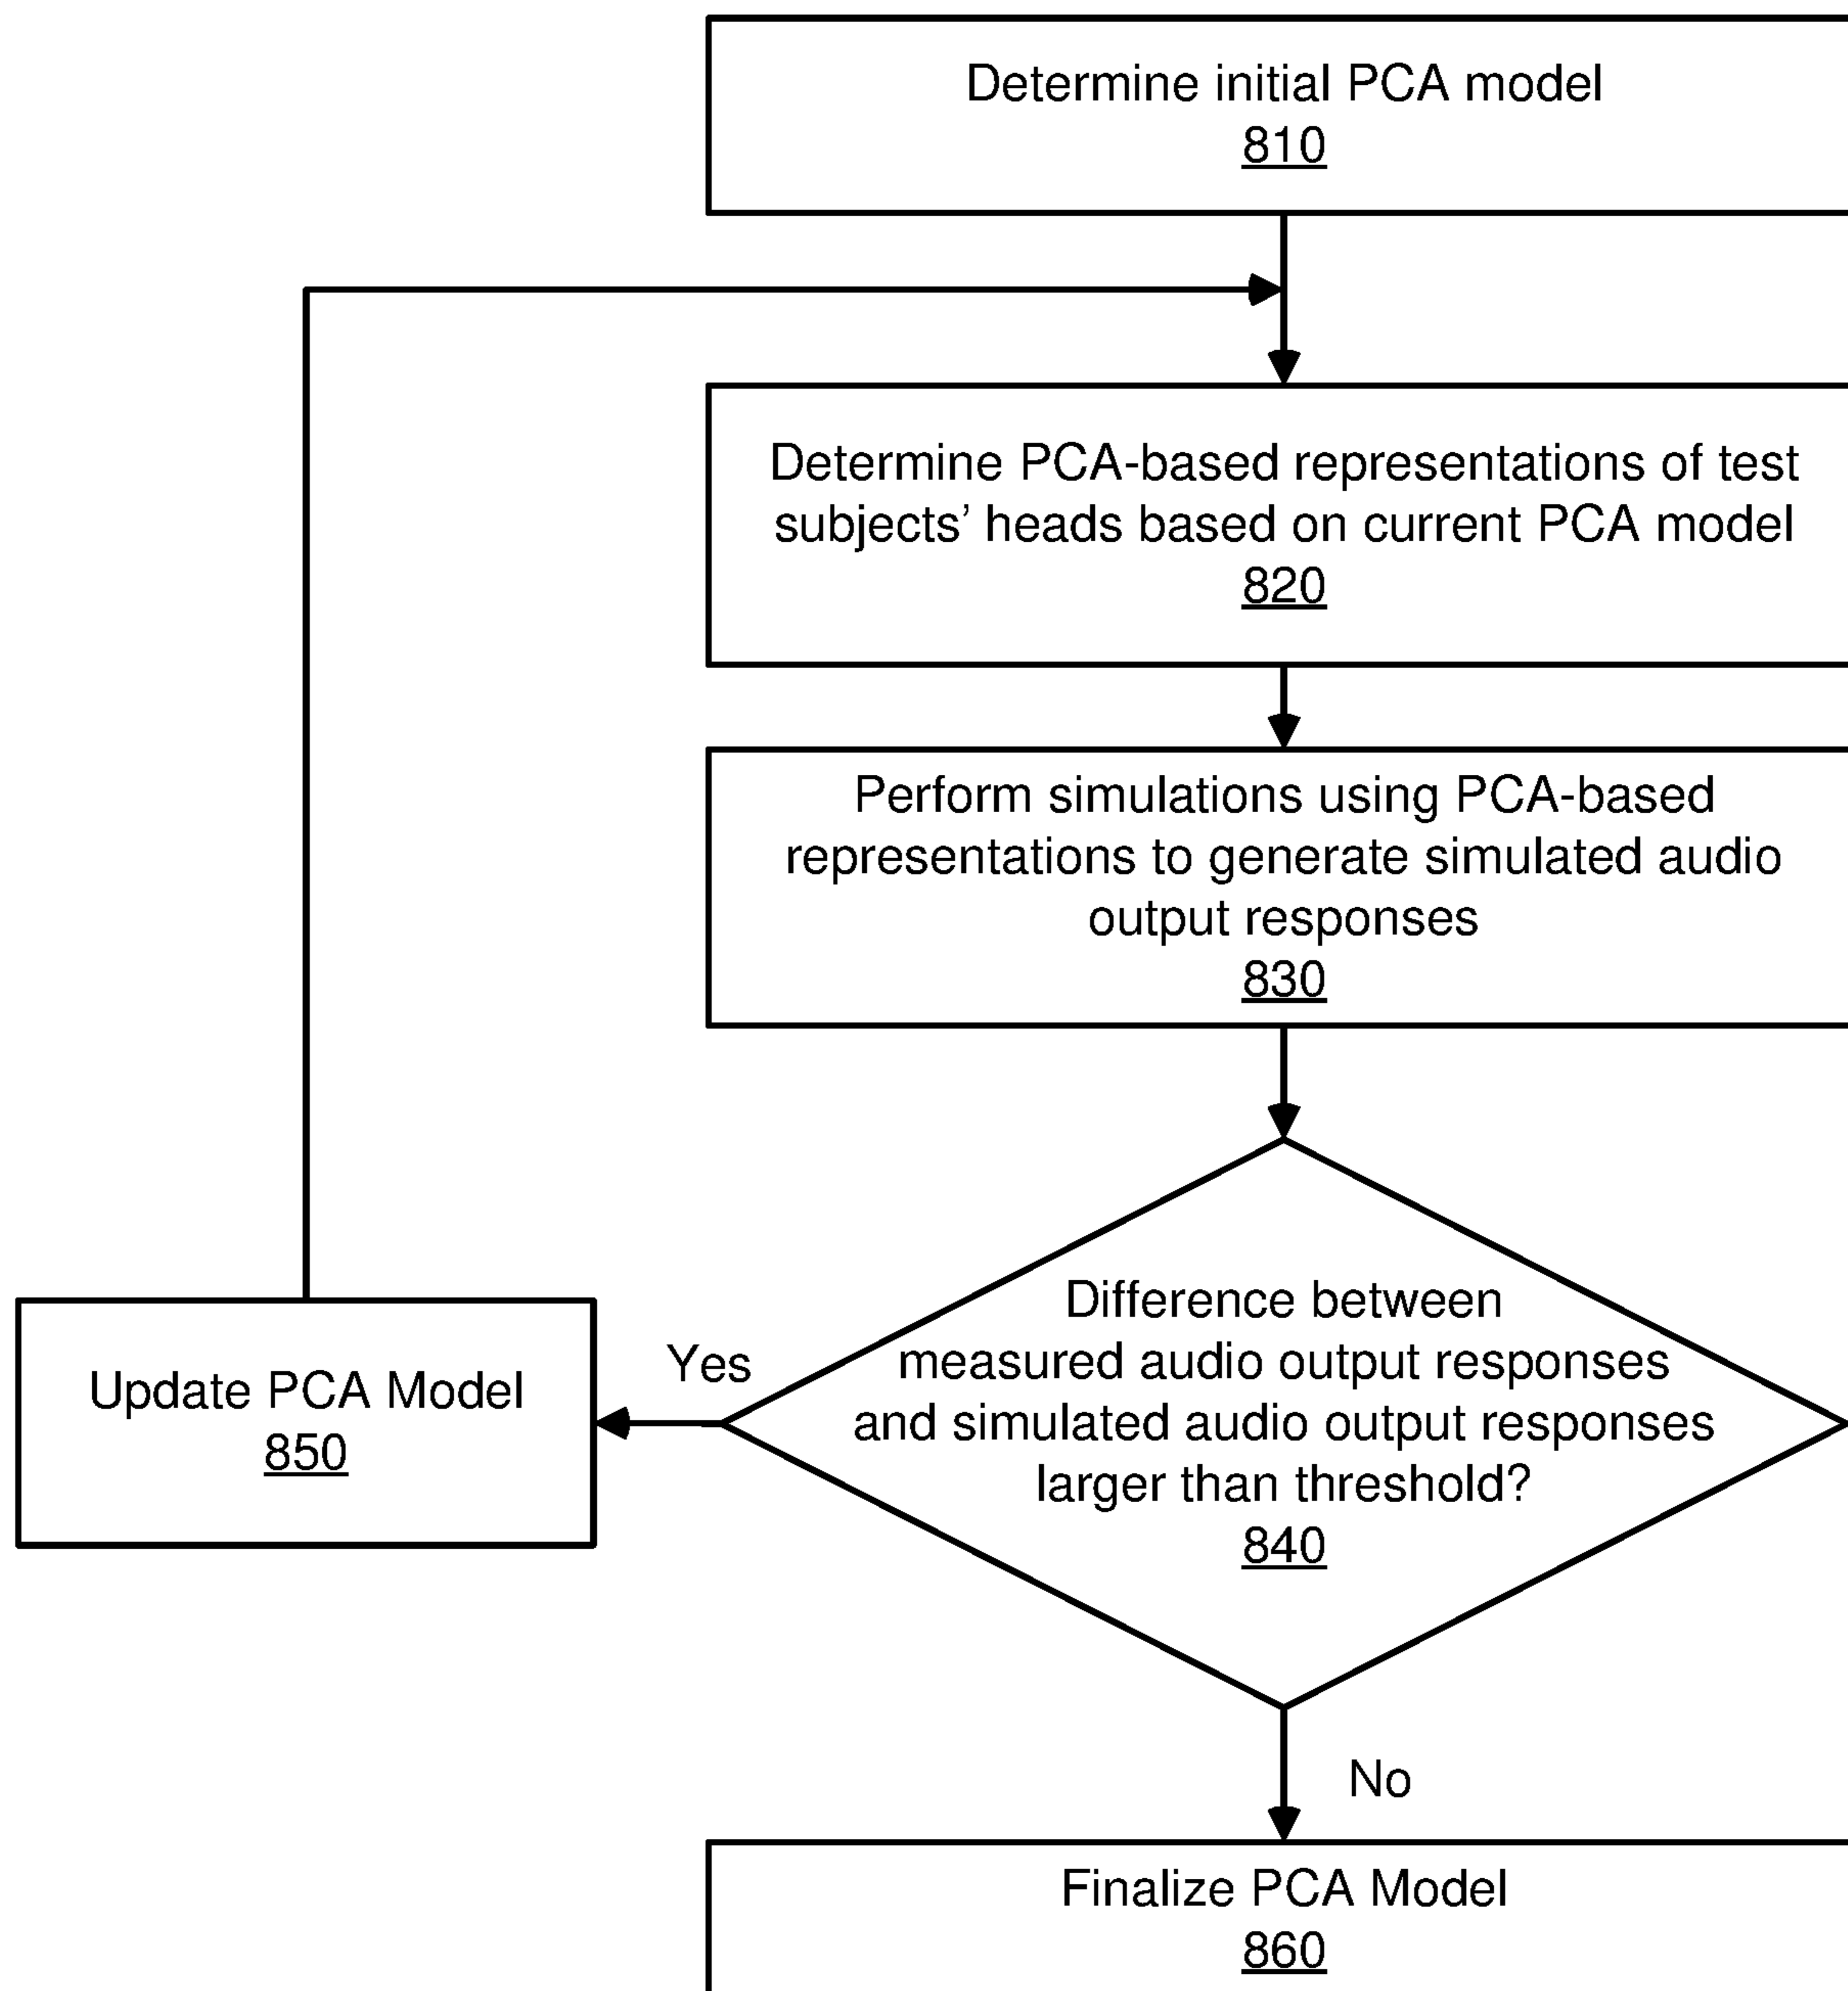 Determine initial PCA model
810
Determine PCA-based representations of test
subjects’ heads based on current PCA model
820
Perform simulations using PCA-based
representations to generate simulated audio
output responses
830
Difference between
measured audio output responses
and simulated audio output responses
larger than threshold?
840
Yes
Update PCA Model
850
No
Finalize PCA Model
860